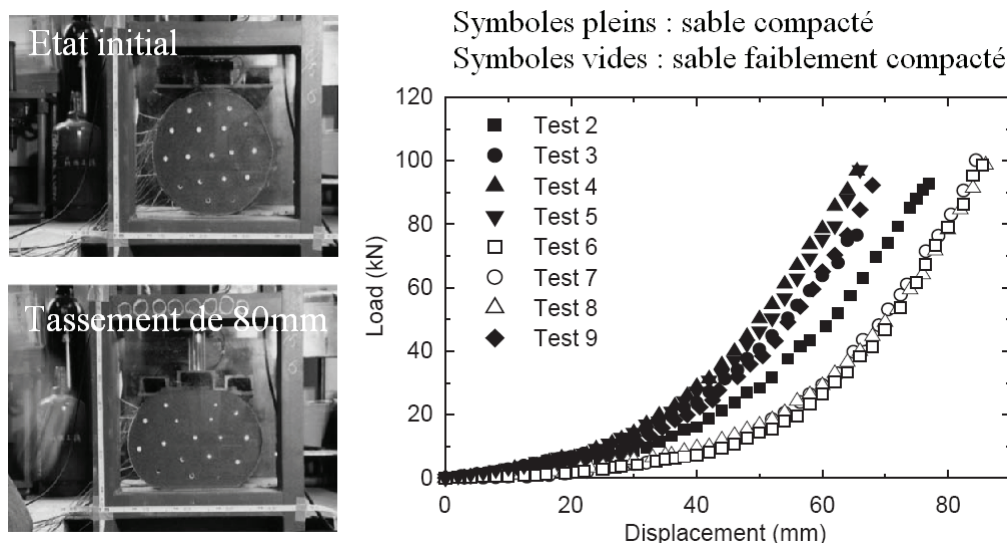 Etat initial
Tassement de 80mm
Symboles pleins : sable compacté
Symboles vides : sable faiblement compacté
120
100
80
60
40
20
0
Load (kN)
Test 2
Test 3
Test 4
Test 5
Test 6
Test 7
Test 8
Test 9
0 20 40 60 80
Displacement (mm)